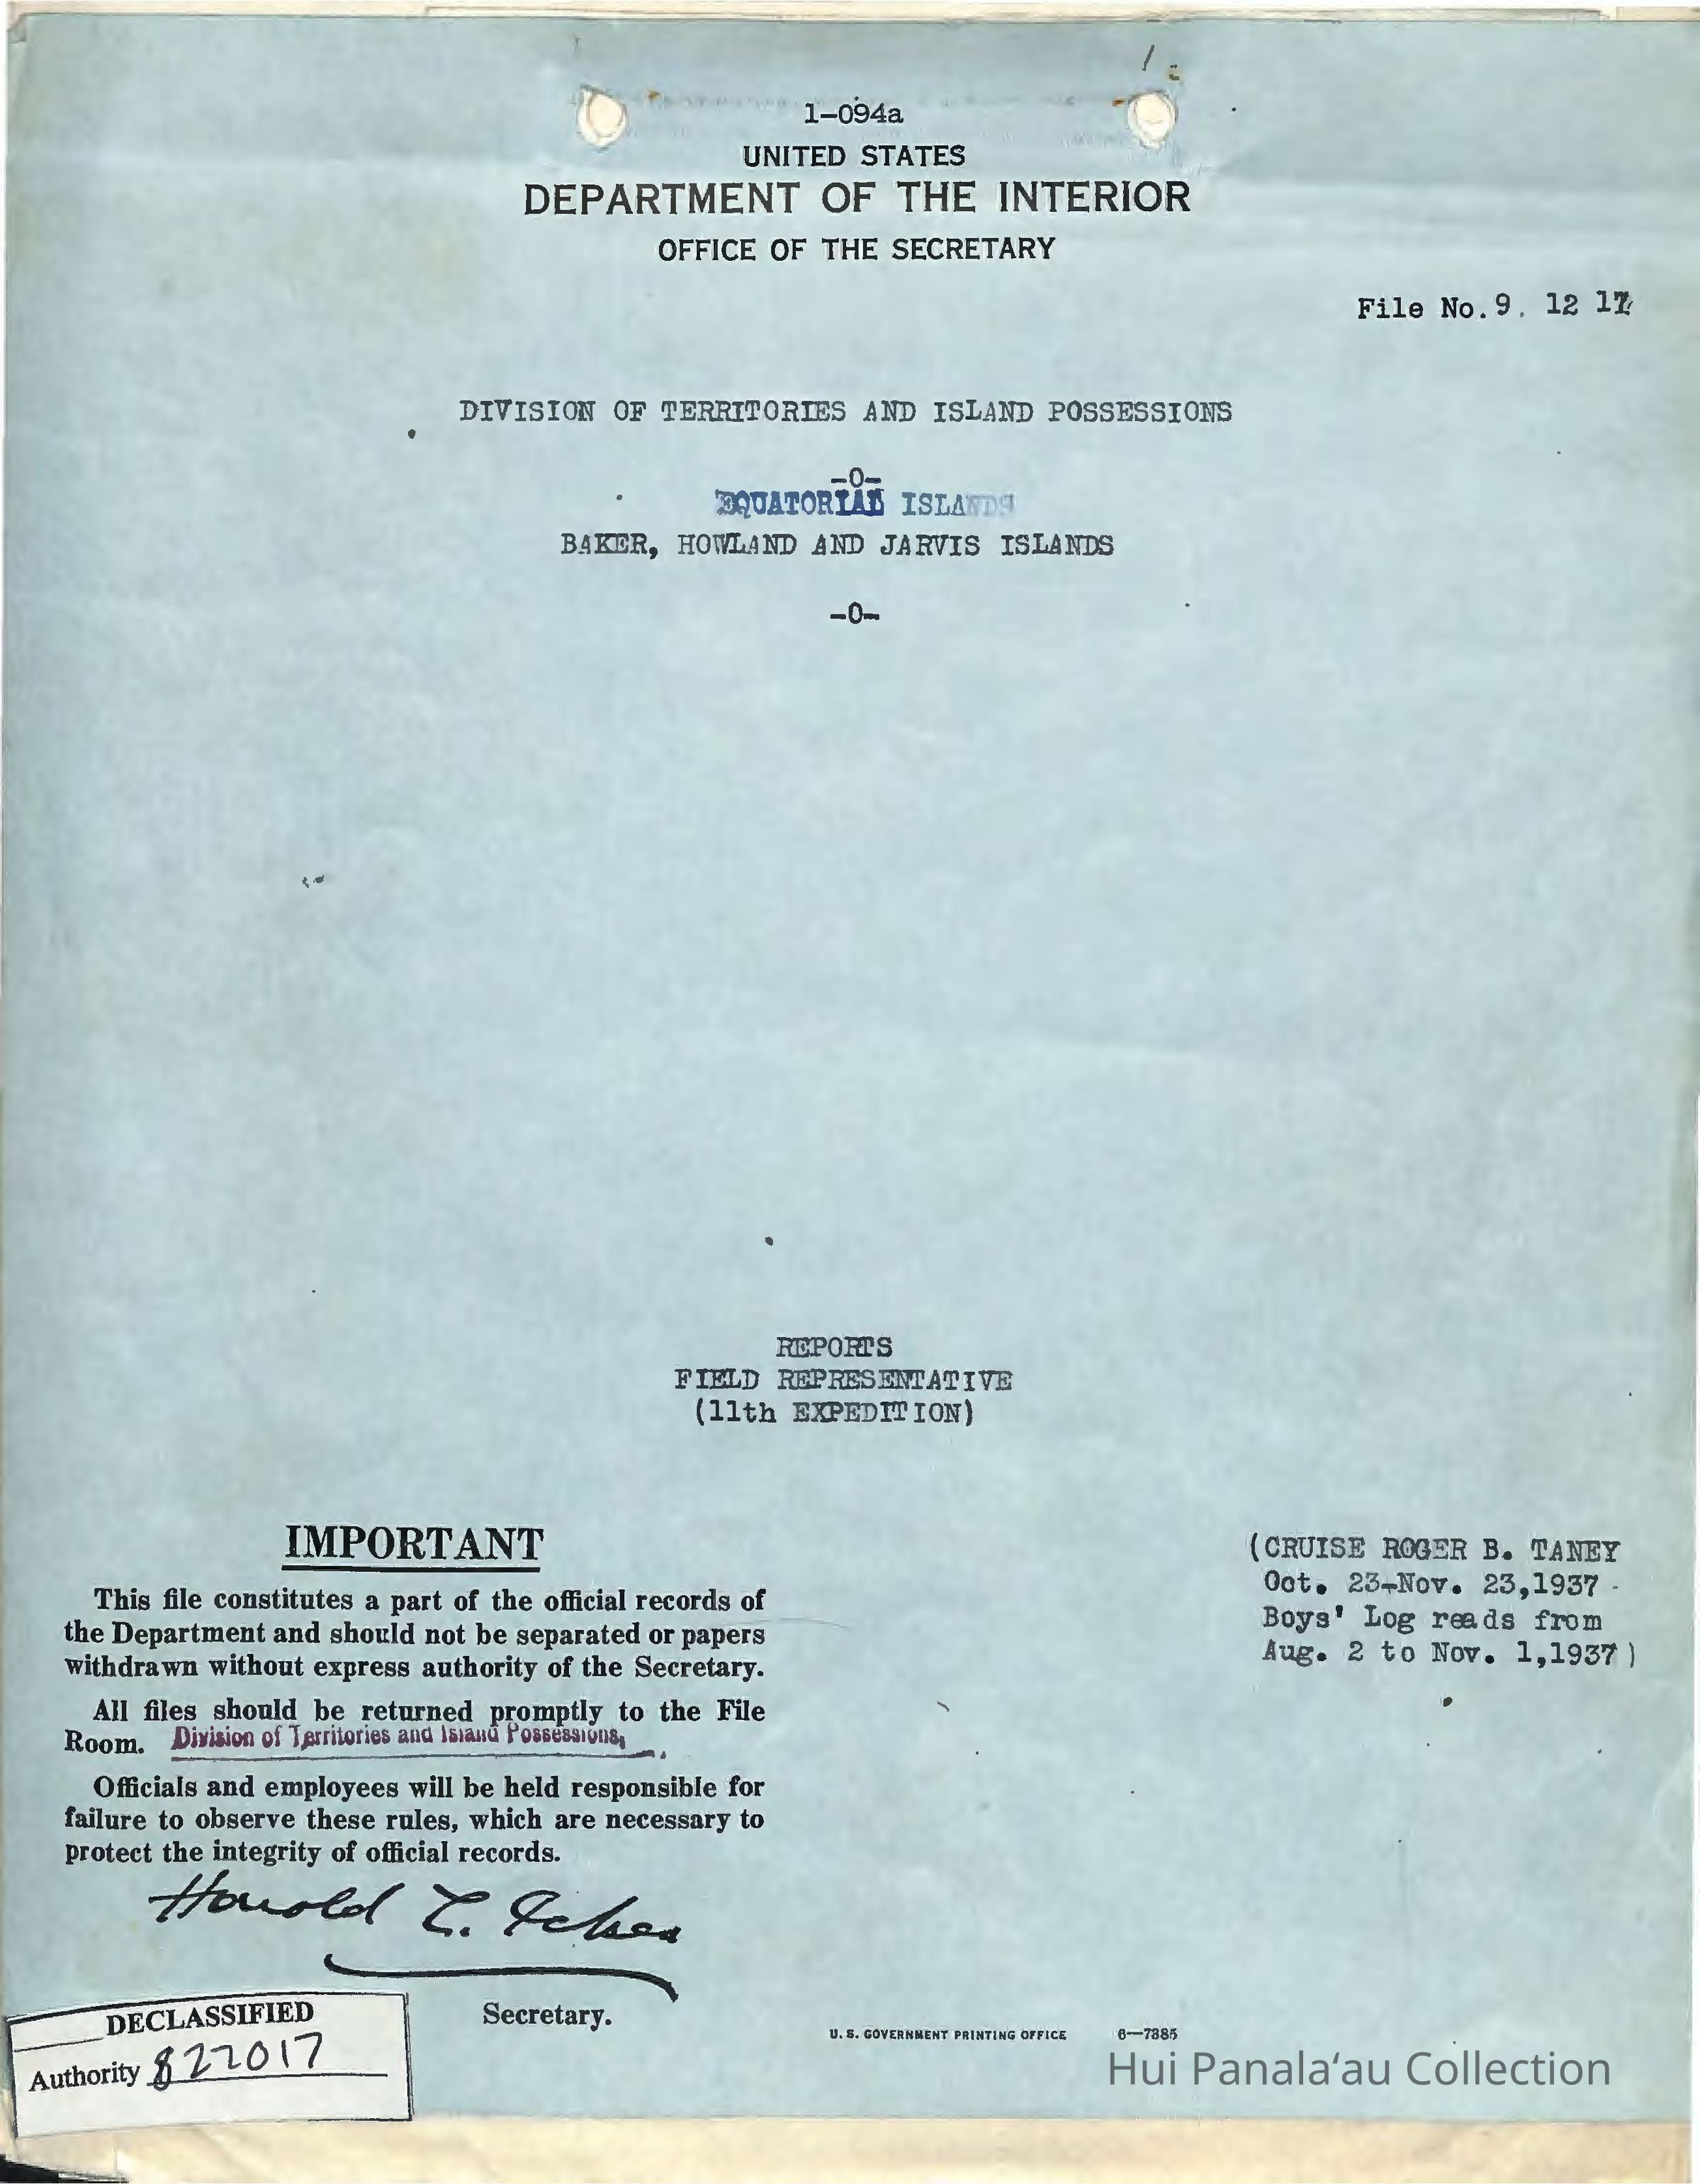 1-094a
UNITED STATES
DEPARTMENT OF THE INTERIOR
OFFICE OF THE SECRETARY
File No. 9. 12 17
DIVISION OF TERRITORIES AND ISLAND POSSESSIONS
-0-
EQUATORIAL ISLANDS
BAKER, HOWLAND AND JARVIS ISLANDS
-0-
REPORTS
FIELD REPRESENTATIVE
(11th EXPEDITION)
IMPORTANT
This file constitutes a part of the official records of
the Department and should not be separated or papers
withdrawn without express authority of the Secretary.
All files should be returned promptly to the File
Room. Division of Territories and Island Possessions,
Officials and employees will be held responsible for
failure to observe these rules, which are necessary to
protect the integrity of official records.
Harold L. Ickes
Secretary.
(CRUISE ROGER B. TANEY
Oct. 23-Nov. 23,1937 -
Boys' Log reads from
Aug. 2 to Nov. 1,1937)
DECLASSIFIED
Authority 822017
U. S. GOVERNMENT PRINTING OFFICE 6—7385
Hui Panalaʻau Collection